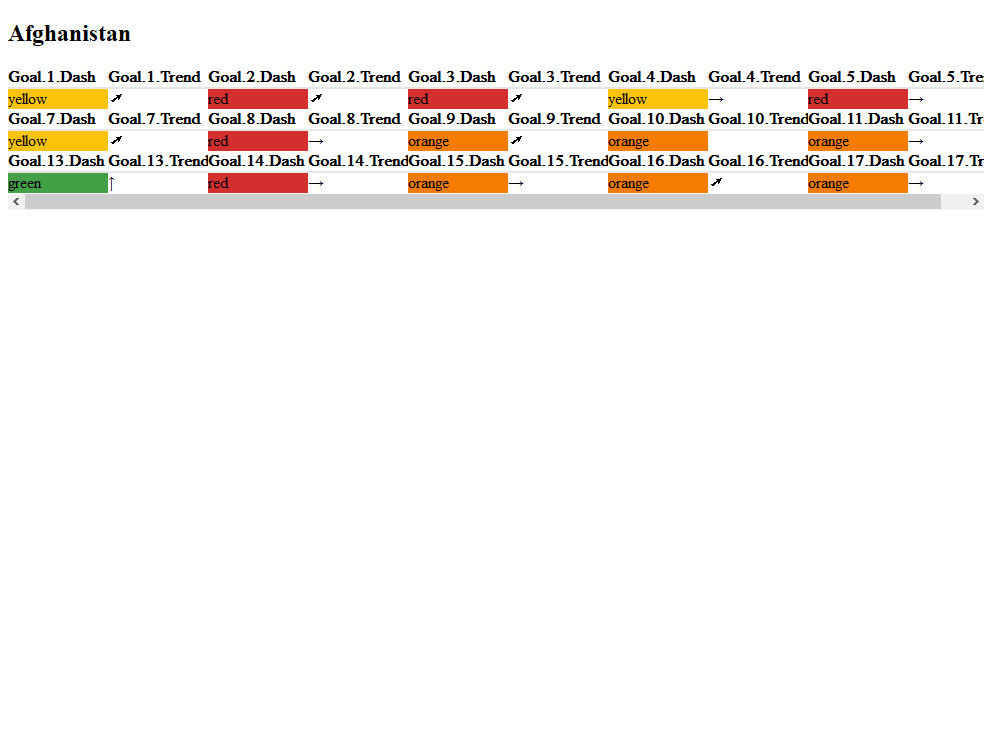 Afghanistan
Goal.1.Dash Goal.1.Trend Goal.2.Dash Goal.2.Trend Goal.3.Dash Goal.3.Trend Goal.4.Dash Goal.4.Trend Goal.5.Dash Goal.5.Tre
yellow ↗ red ↗ red ↗ yellow → red →
Goal.7.Dash Goal.7.Trend Goal.8.Dash Goal.8.Trend Goal.9.Dash Goal.9.Trend Goal.10.Dash Goal.10.Trend Goal.11.Dash Goal.11.Tr
yellow ↗ red → orange ↗ orange orange →
Goal.13.Dash Goal.13.Trend Goal.14.Dash Goal.14.Trend Goal.15.Dash Goal.15.Trend Goal.16.Dash Goal.16.Trend Goal.17.Dash Goal.17.Tr
green ↑ red → orange → orange ↗ orange →